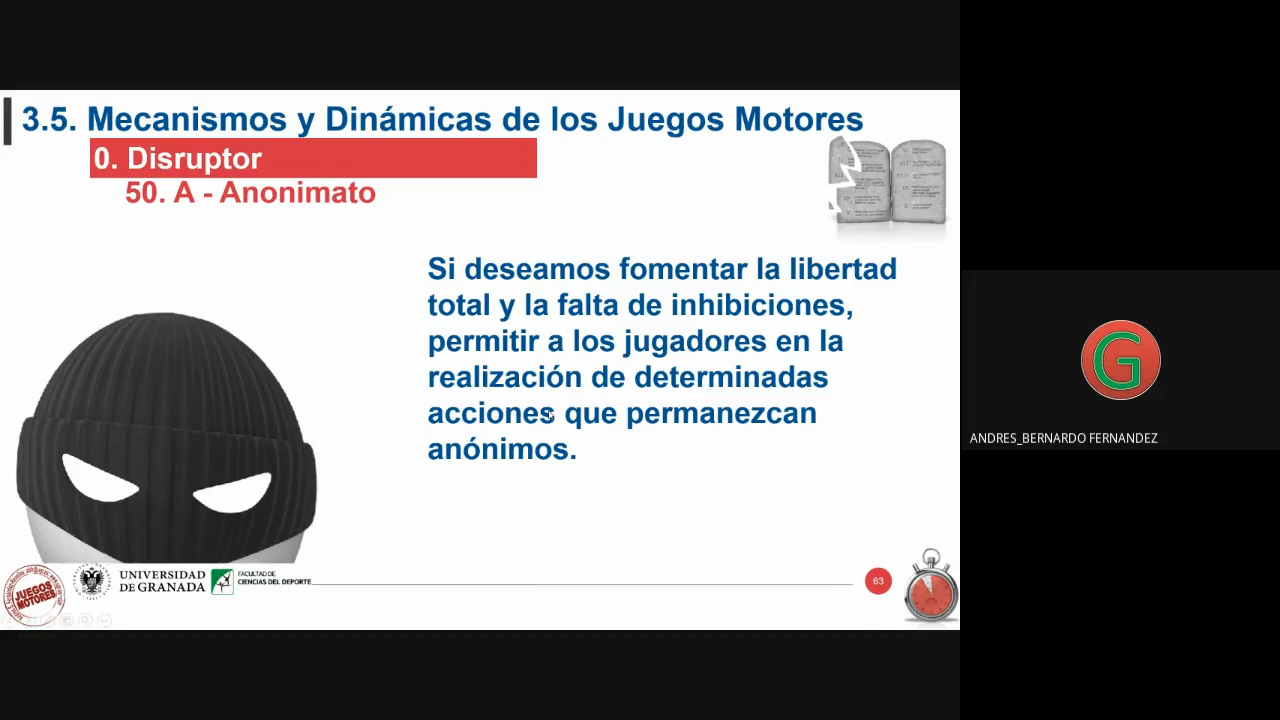 3.5. Mecanismos y Dinámicas de los Juegos Motores
0. Disruptor
50. A - Anonimato
Si deseamos fomentar la libertad
total y la falta de inhibiciones,
permitir a los jugadores en la
realización de determinadas
acciones que permanezcan
anónimos.
G
ANDRES_BERNARDO FERNANDEZ
JUEGOS
MOTORES
UNIVERSIDAD
DE GRANADA
FACULTAD DE
CIENCIAS DEL DEPORTE
63